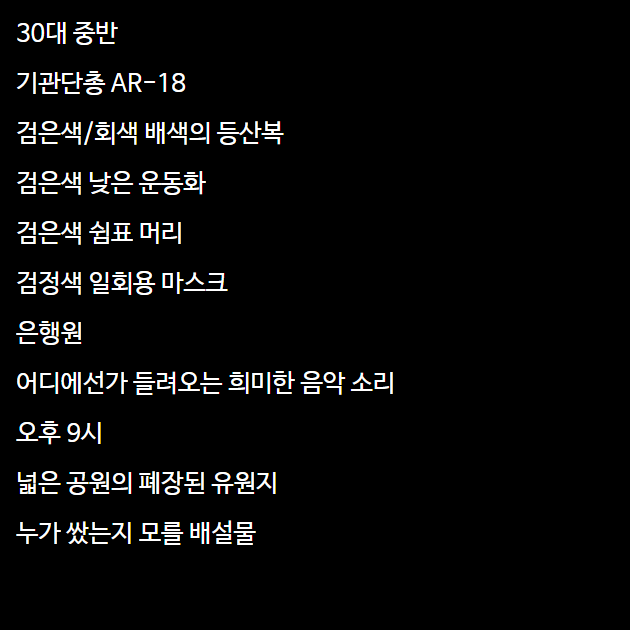 30대 중반
기관단총 AR-18
검은색/회색 배색의 등산복
검은색 낮은 운동화
검은색 쉼표 머리
검정색 일회용 마스크
은행원
어디에선가 들려오는 희미한 음악 소리
오후 9시
넓은 공원의 폐장된 유원지
누가 쌌는지 모를 배설물